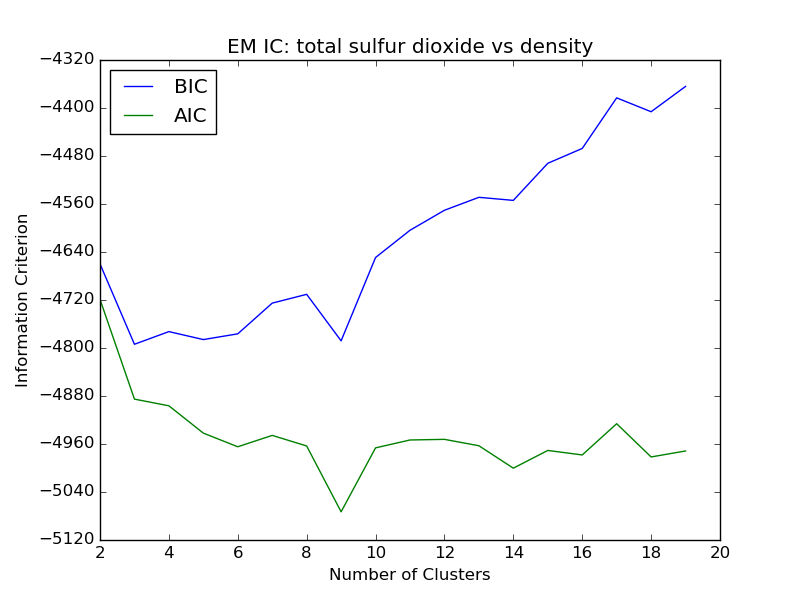 EM IC: total sulfur dioxide vs density
−4320
−4400
−4480
−4560
−4640
−4720
−4800
−4880
−4960
−5040
−5120
BIC
AIC
Information Criterion
2 4 6 8 10 12 14 16 18 20
Number of Clusters